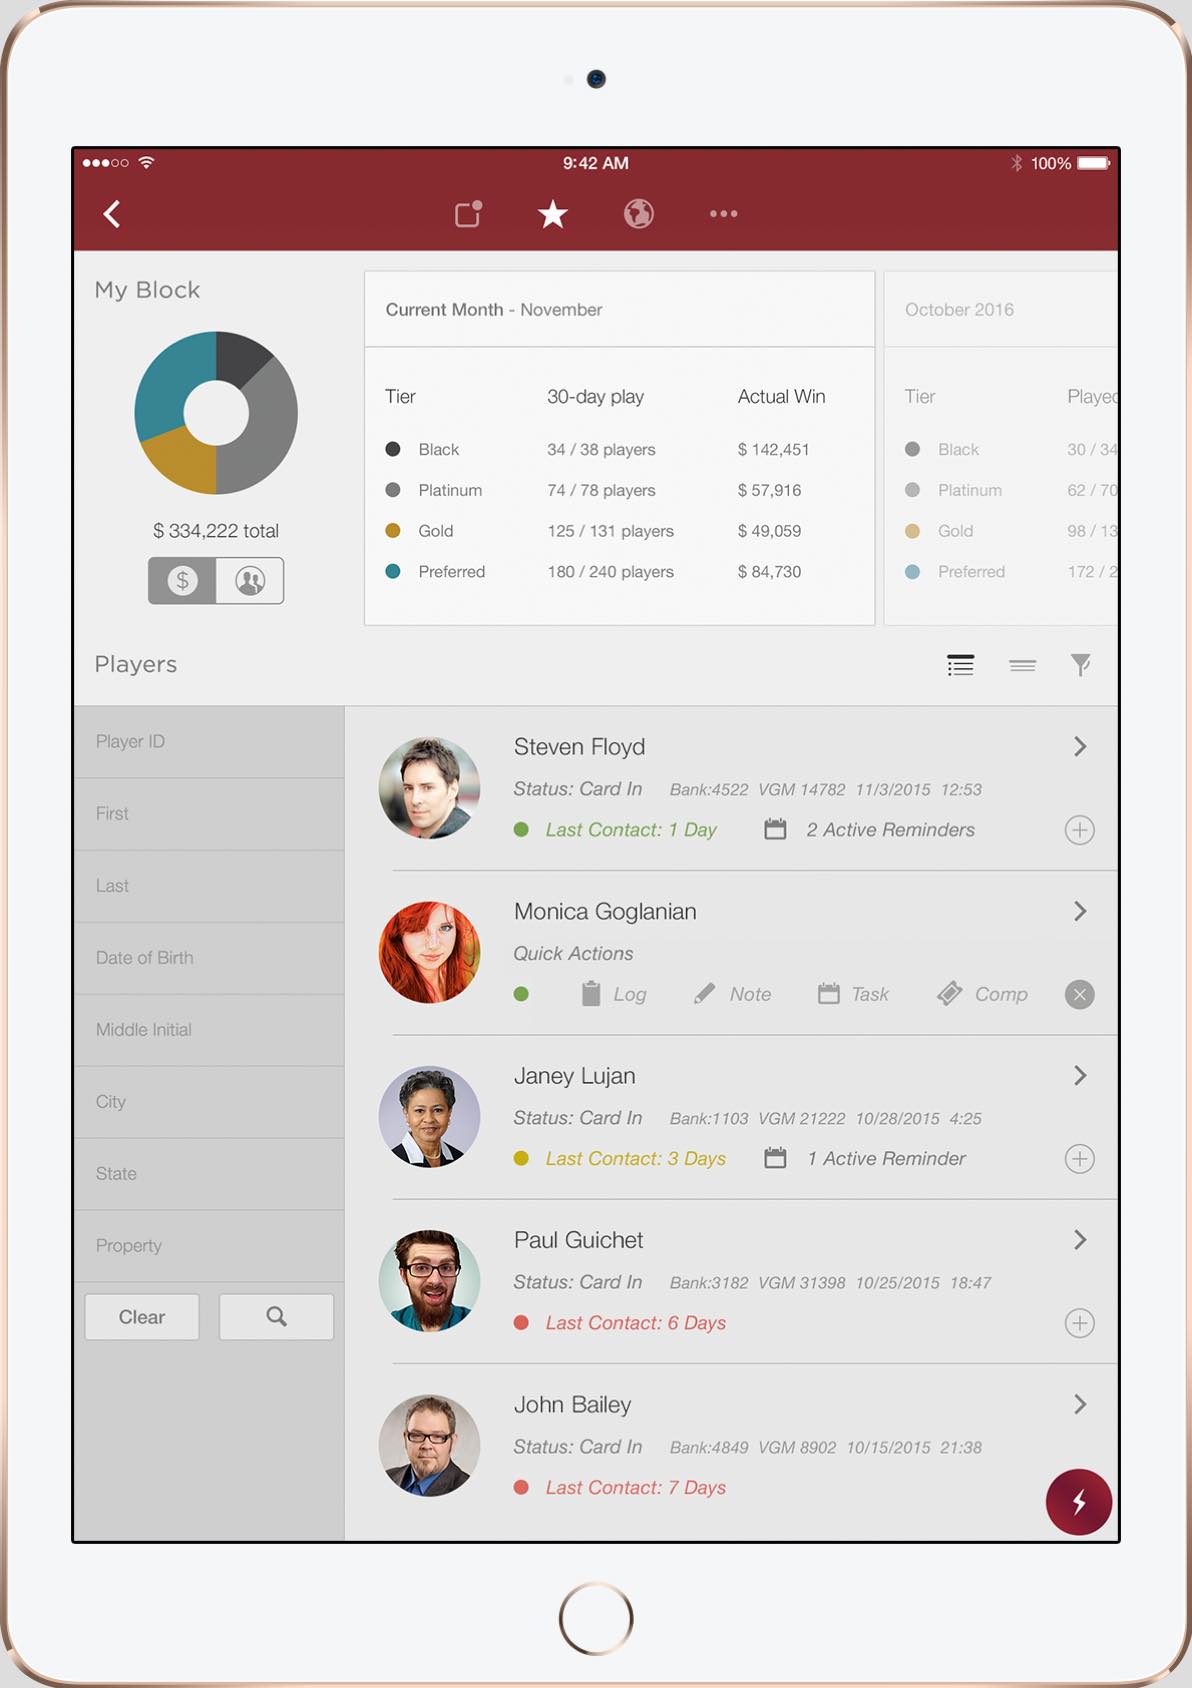 9:42 AM
100%
My Block
$ 334,222 total
Current Month - November
Tier 30-day play Actual Win
Black 34 / 38 players $ 142,451
Platinum 74 / 78 players $ 57,916
Gold 125 / 131 players $ 49,059
Preferred 180 / 240 players $ 84,730
October 2016
Tier Played
Black 30 / 34
Platinum 62 / 70
Gold 98 / 13
Preferred 172 / 2
Players
Player ID
First
Last
Date of Birth
Middle Initial
City
State
Property
Clear
Steven Floyd
Status: Card In Bank:4522 VGM 14782 11/3/2015 12:53
Last Contact: 1 Day 2 Active Reminders
Monica Goglanian
Quick Actions
Log Note Task Comp
Janey Lujan
Status: Card In Bank:1103 VGM 21222 10/28/2015 4:25
Last Contact: 3 Days 1 Active Reminder
Paul Guichet
Status: Card In Bank:3182 VGM 31398 10/25/2015 18:47
Last Contact: 6 Days
John Bailey
Status: Card In Bank:4849 VGM 8902 10/15/2015 21:38
Last Contact: 7 Days